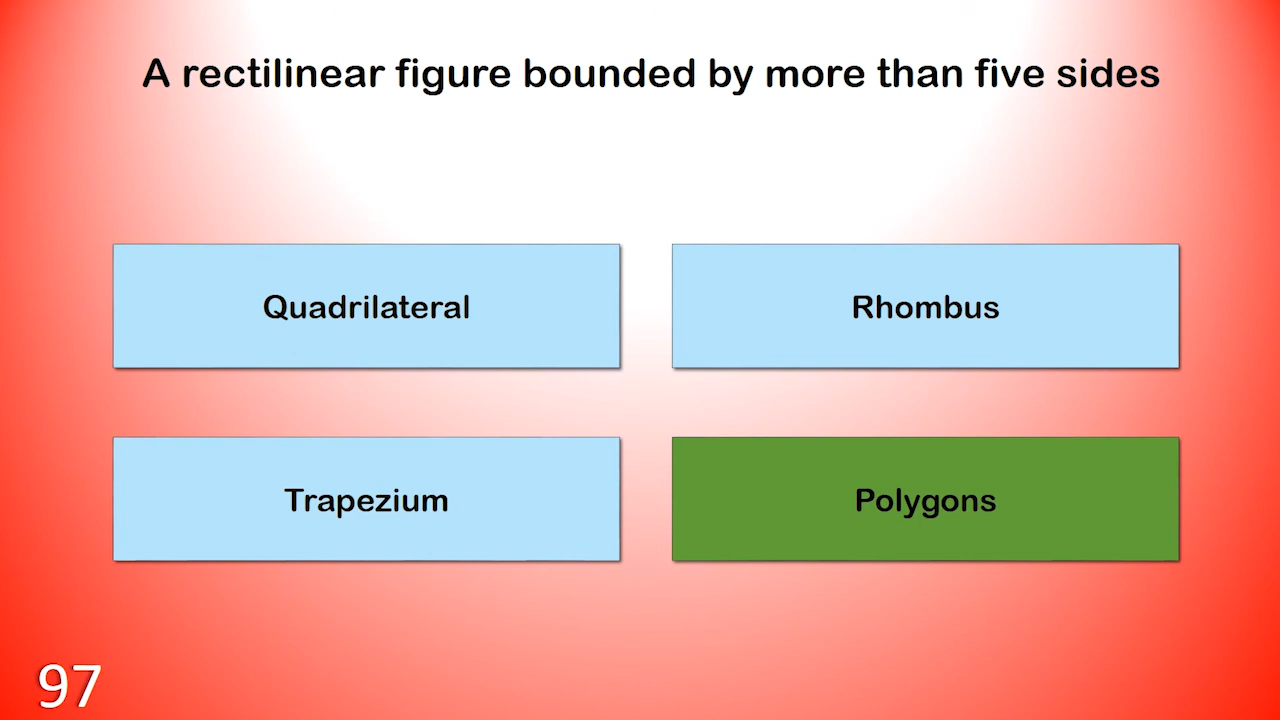 A rectilinear figure bounded by more than five sides
Quadrilateral
Rhombus
Trapezium
Polygons
97